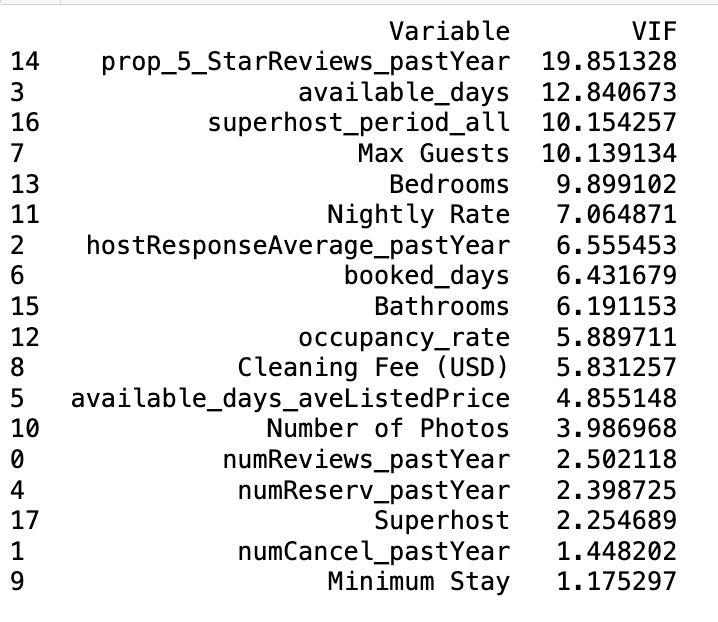 Variable VIF
14 prop_5_StarReviews_pastYear 19.851328
3 available_days 12.840673
16 superhost_period_all 10.154257
7 Max Guests 10.139134
13 Bedrooms 9.899102
11 Nightly Rate 7.064871
2 hostResponseAverage_pastYear 6.555453
6 booked_days 6.431679
15 Bathrooms 6.191153
12 occupancy_rate 5.889711
8 Cleaning Fee (USD) 5.831257
5 available_days_aveListedPrice 4.855148
10 Number of Photos 3.986968
0 numReviews_pastYear 2.502118
4 numReserv_pastYear 2.398725
17 Superhost 2.254689
1 numCancel_pastYear 1.448202
9 Minimum Stay 1.175297